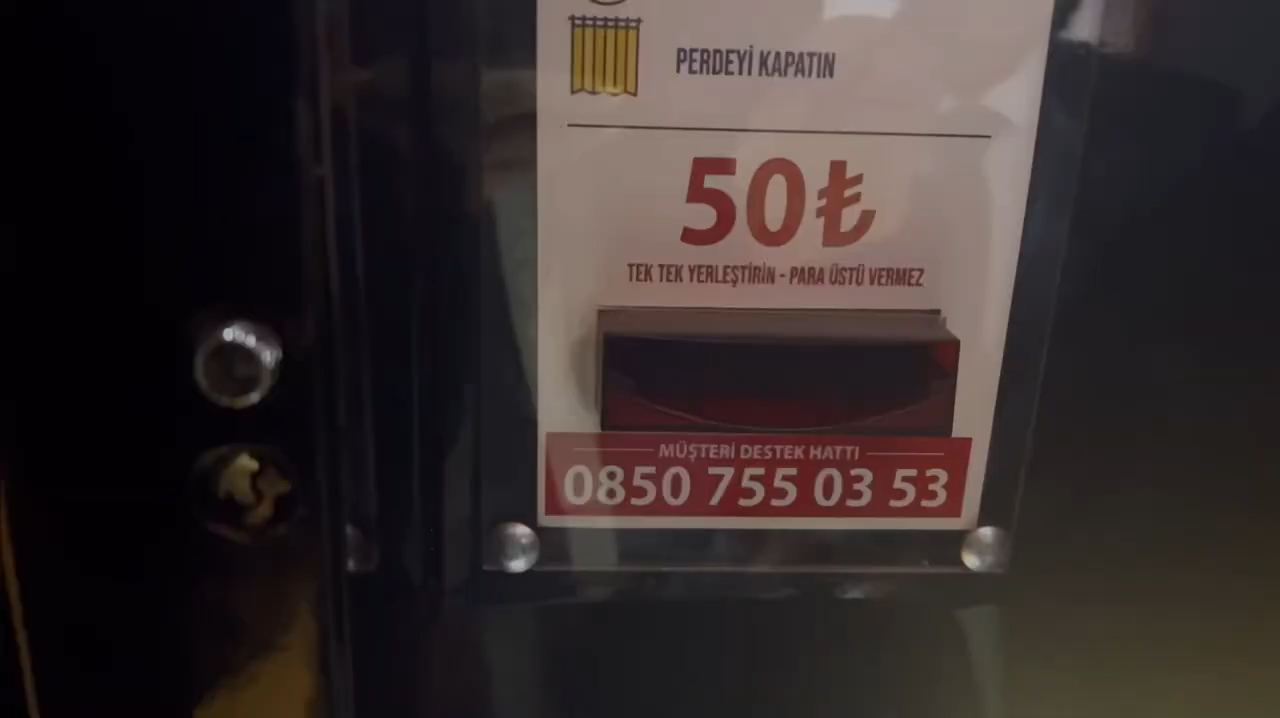 PERDEYİ KAPATIN
50₺
TEK TEK YERLEŞTİRİN - PARA ÜSTÜ VERMEZ
MÜŞTERİ DESTEK HATTI
0850 755 03 53